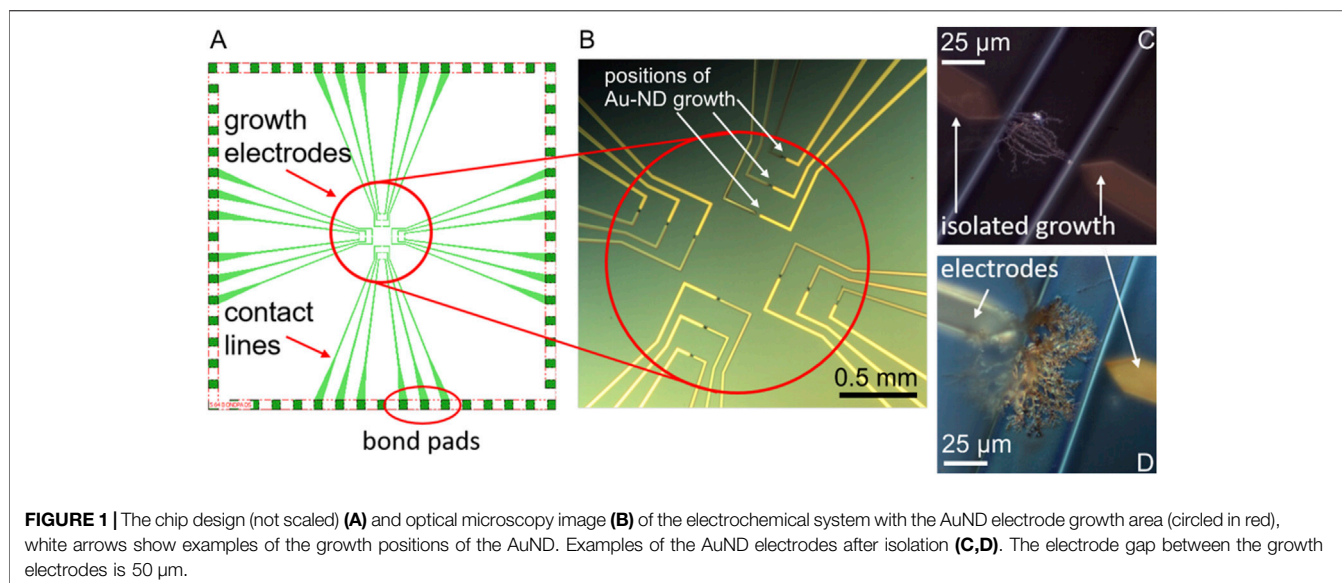 A
growth
electrodes
contact
lines
5 64 BONDPADS
bond pads
B
positions of
Au-ND growth
0.5 mm
25 µm
C
isolated growth
electrodes
25 µm
D
FIGURE 1 | The chip design (not scaled) (A) and optical microscopy image (B) of the electrochemical system with the AuND electrode growth area (circled in red),
white arrows show examples of the growth positions of the AuND. Examples of the AuND electrodes after isolation (C,D). The electrode gap between the growth
electrodes is 50 µm.